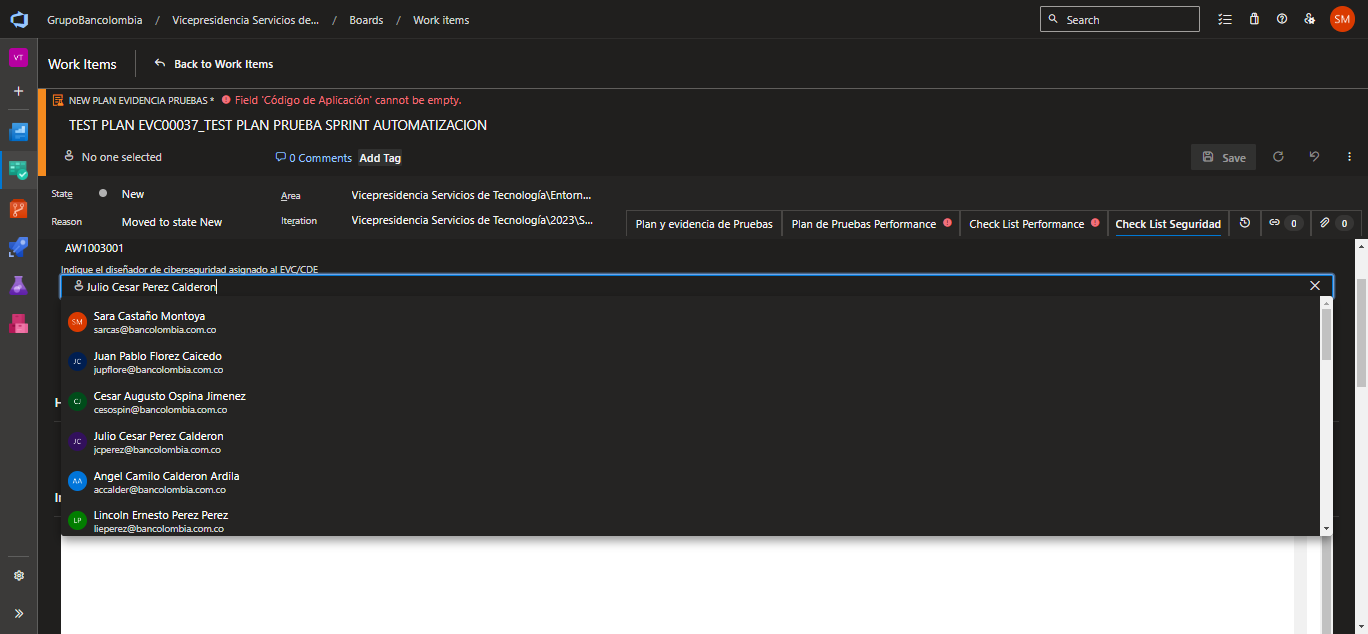 GrupoBancolombia / Vicepresidencia Servicios de... / Boards / Work items
Search
SM
VT
Work Items
Back to Work Items
NEW PLAN EVIDENCIA PRUEBAS * Field 'Código de Aplicación' cannot be empty.
TEST PLAN EVC00037_TEST PLAN PRUEBA SPRINT AUTOMATIZACION
No one selected
0 Comments
Add Tag
Save
State
New
Area
Vicepresidencia Servicios de Tecnología\Entorn...
Reason
Moved to state New
Iteration
Vicepresidencia Servicios de Tecnología\2023\S...
Plan y evidencia de Pruebas
Plan de Pruebas Performance
Check List Performance
Check List Seguridad
0
0
AW1003001
Indique el diseñador de ciberseguridad asignado al EVC/CDE
Julio Cesar Perez Calderon
SM
Sara Castaño Montoya
sarcas@bancolombia.com.co
JC
Juan Pablo Florez Caicedo
jupflore@bancolombia.com.co
CJ
Cesar Augusto Ospina Jimenez
cesospin@bancolombia.com.co
JC
Julio Cesar Perez Calderon
jcperez@bancolombia.com.co
AA
Angel Camilo Calderon Ardila
accalder@bancolombia.com.co
LP
Lincoln Ernesto Perez Perez
lieperez@bancolombia.com.co